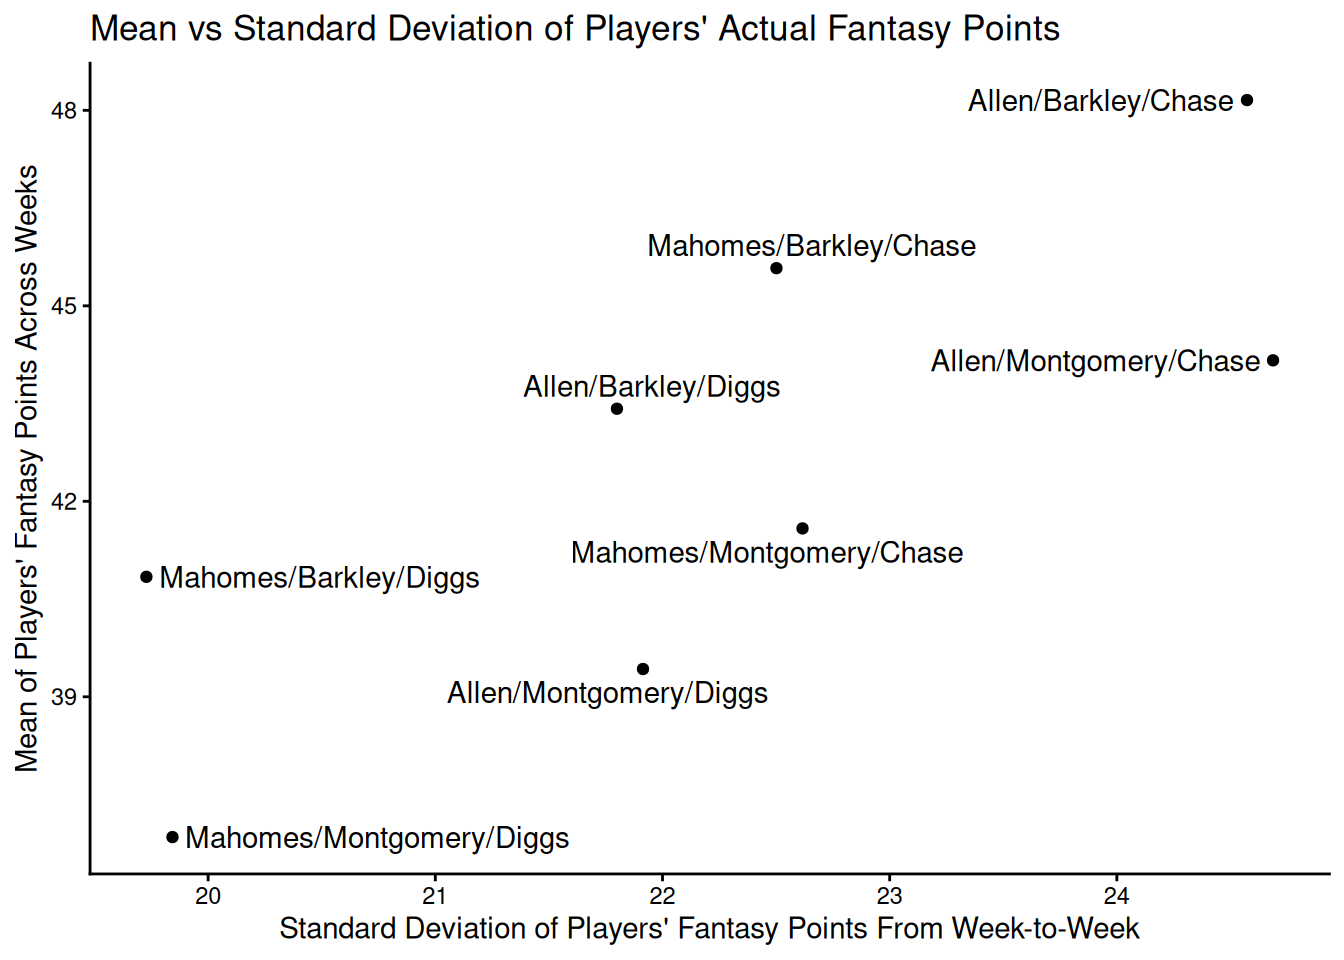 Mean vs Standard Deviation of Players' Actual Fantasy Points
Mean of Players' Fantasy Points Across Weeks
48
45
42
39
Allen/Barkley/Chase
Mahomes/Barkley/Chase
Allen/Montgomery/Chase
Allen/Barkley/Diggs
Mahomes/Montgomery/Chase
Mahomes/Barkley/Diggs
Allen/Montgomery/Diggs
Mahomes/Montgomery/Diggs
20 21 22 23 24
Standard Deviation of Players' Fantasy Points From Week-to-Week